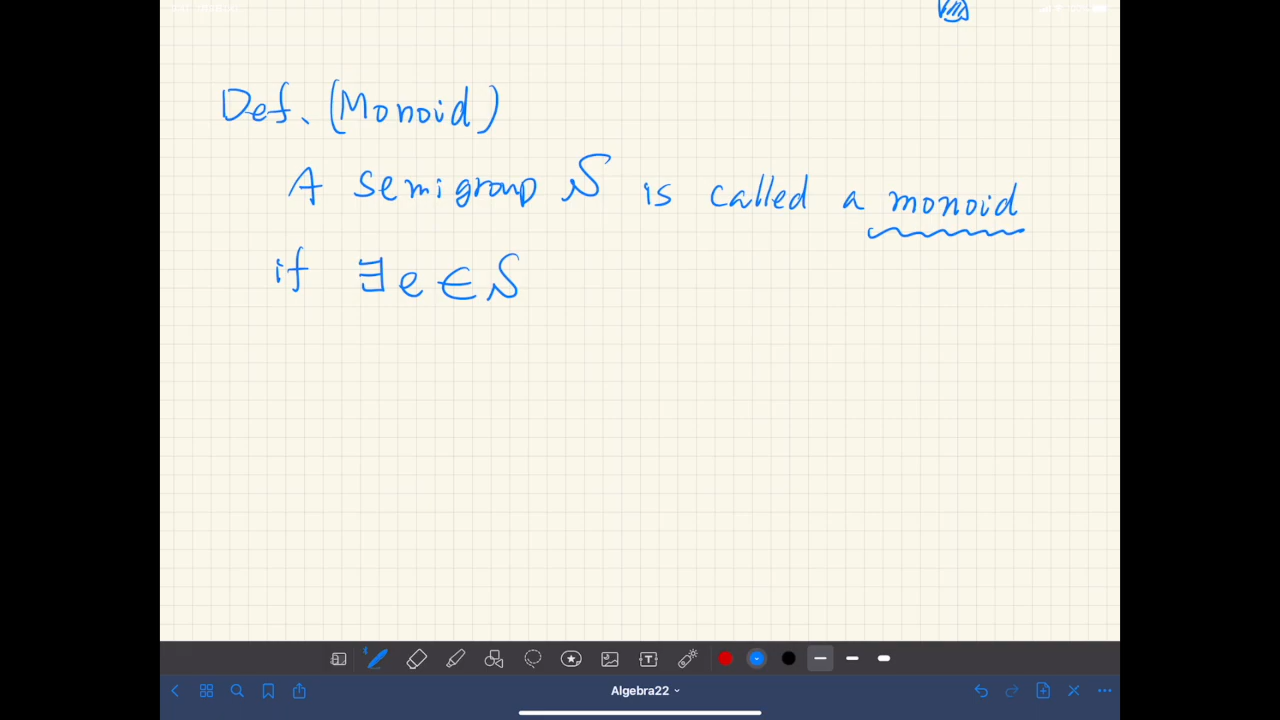 Def. (Monoid)
A semigroup S is called a monoid
if ∃ e ∈ S
Algebra22